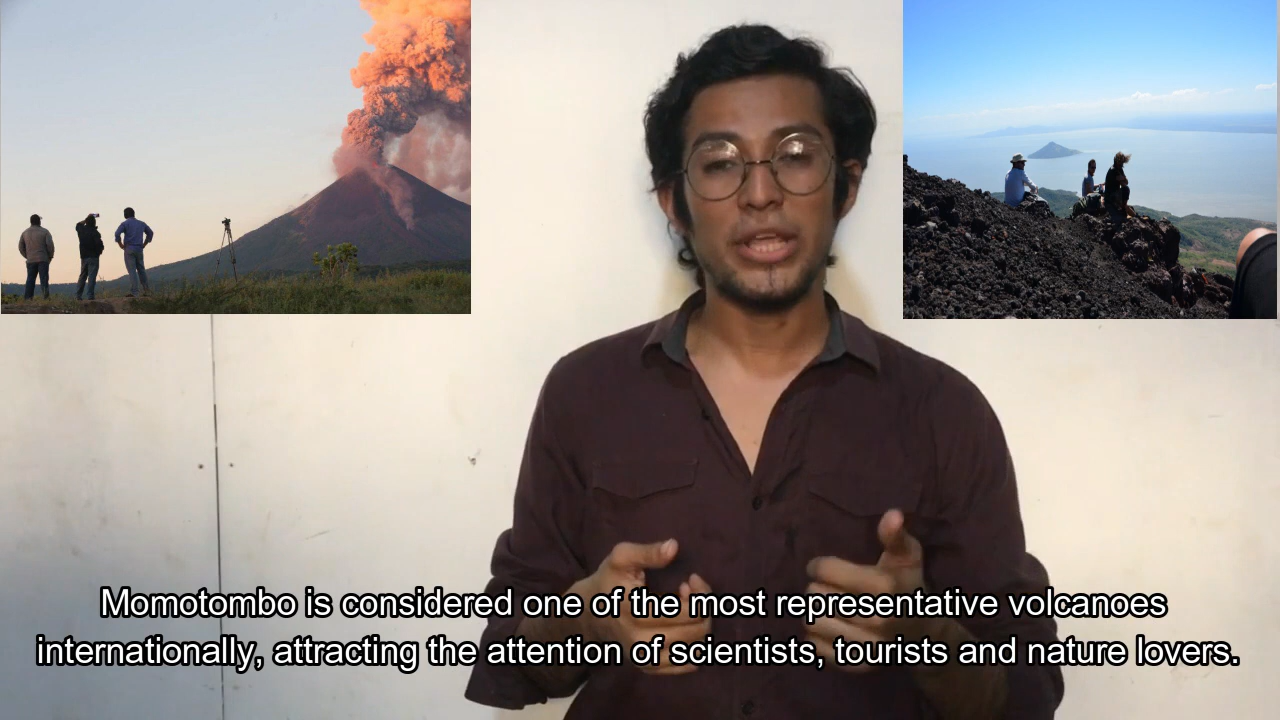 Momotombo is considered one of the most representative volcanoes
internationally, attracting the attention of scientists, tourists and nature lovers.